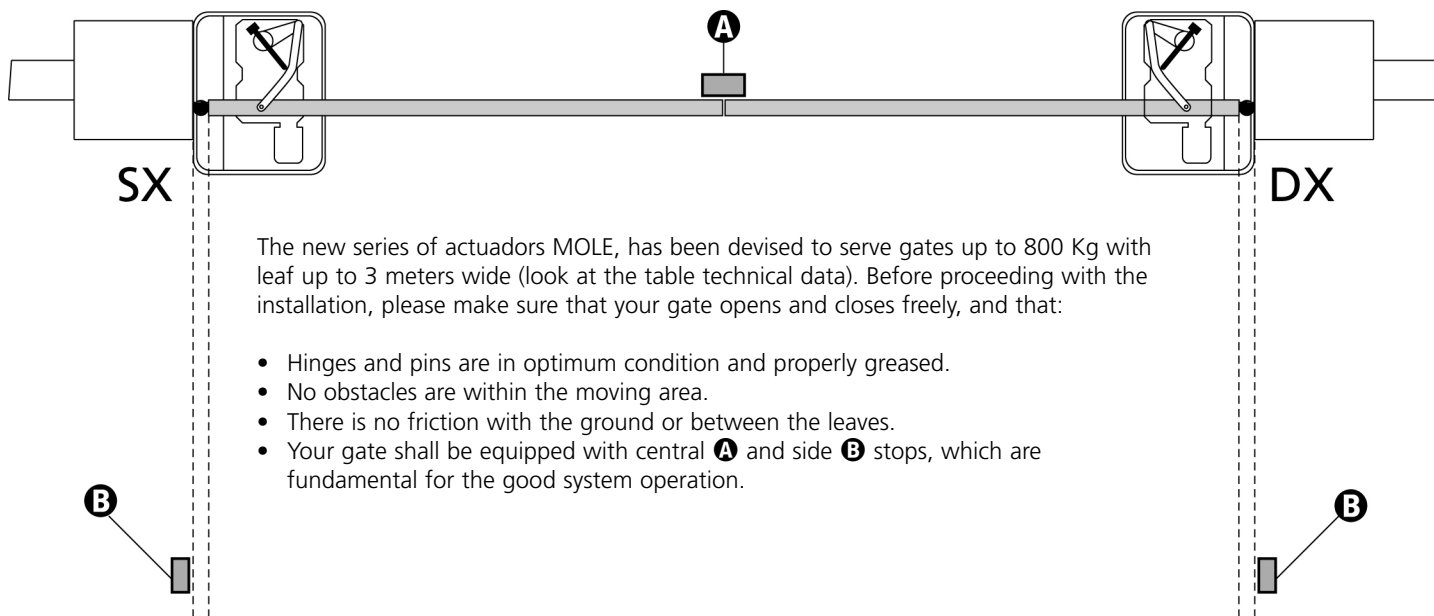 A
SX
DX
The new series of actuadors MOLE, has been devised to serve gates up to 800 Kg with
leaf up to 3 meters wide (look at the table technical data). Before proceeding with the
installation, please make sure that your gate opens and closes freely, and that:
• Hinges and pins are in optimum condition and properly greased.
• No obstacles are within the moving area.
• There is no friction with the ground or between the leaves.
• Your gate shall be equipped with central A and side B stops, which are
fundamental for the good system operation.
B
B